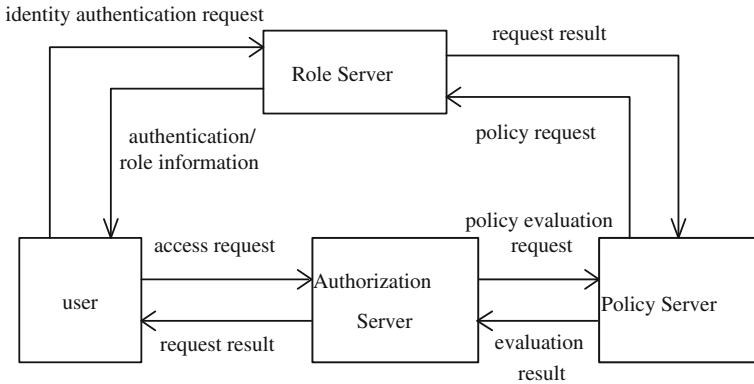 identity authentication request
request result
Role Server
authentication/
role information
policy request
access request
policy evaluation
request
user
Authorization
Server
Policy Server
request result
evaluation
result